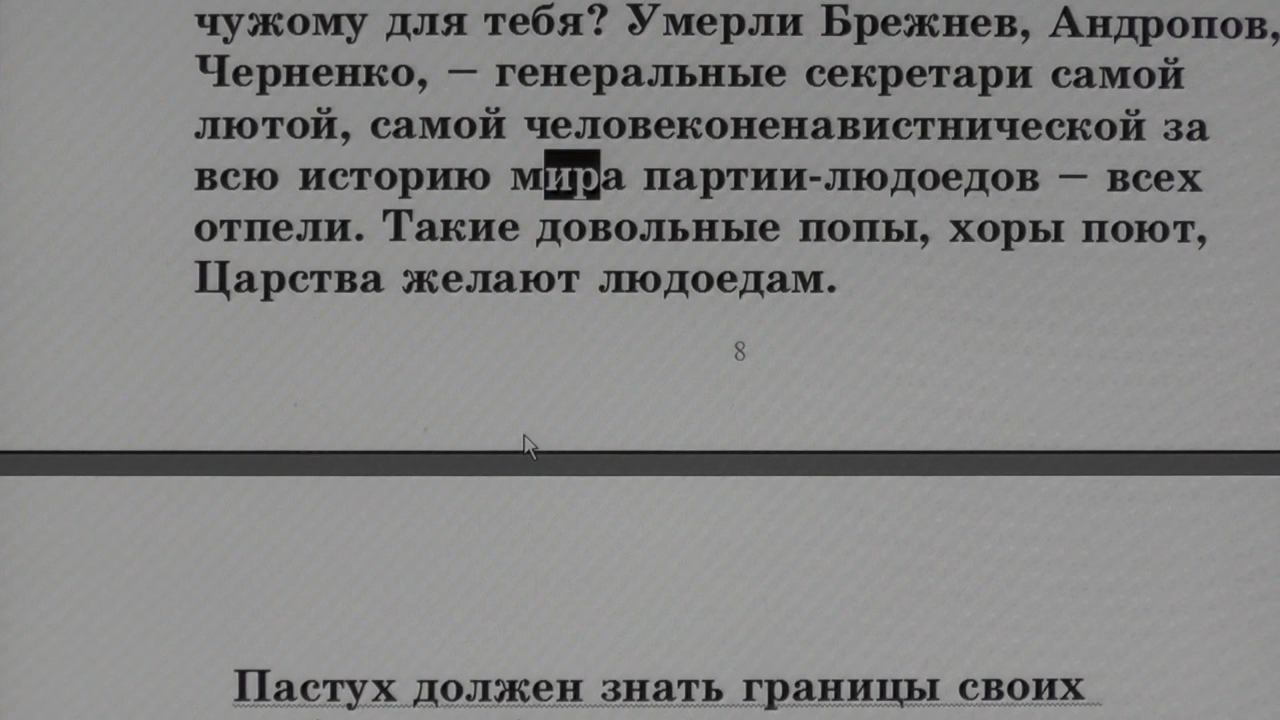 чужому для тебя? Умерли Брежнев, Андропов,
Черненко, – генеральные секретари самой
лютой, самой человеконенавистнической за
всю историю мира партии-людоедов – всех
отпели. Такие довольные попы, хоры поют,
Царства желают людоедам.
8
Пастух должен знать границы своих